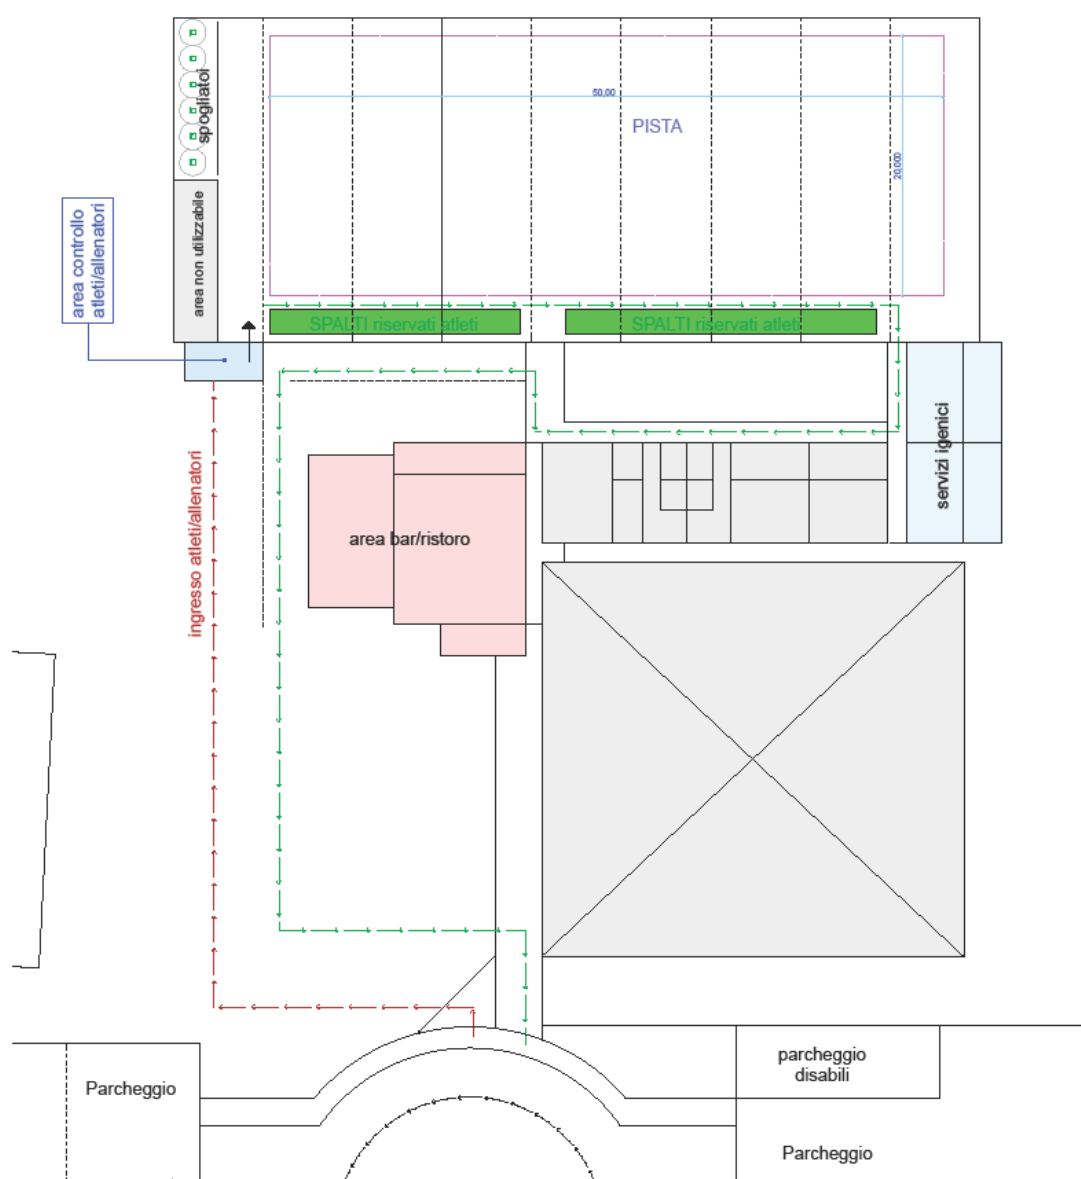 spogliatoi
50,00
PISTA
20,000
area non utilizzabile
area controllo
atleti/allenatori
SPALTI riservati atleti
SPALTI riservati atleti
ingresso atleti/allenatori
servizi igenici
area bar/ristoro
parcheggio
disabili
Parcheggio
Parcheggio